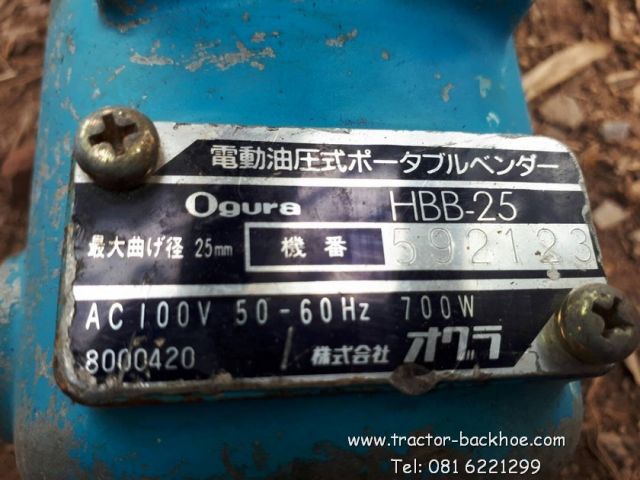 電動油圧式ポータブルベンダー
Ogura HBB-25
最大曲げ径 25mm 機番 592123
AC 100V 50-60Hz 700W
8000420 株式会社 オグラ
www.tractor-backhoe.com
Tel: 081 6221299